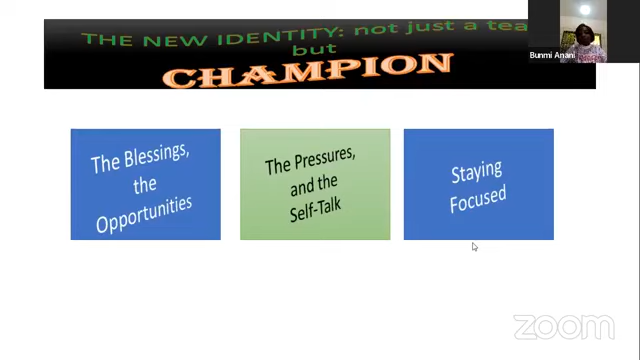 THE NEW IDENTITY: not just a tea
but
CHAMPION
Bunmi Anani
The Blessings,
the
Opportunities
The Pressures,
and the
Self-Talk
Staying
Focused
zoom